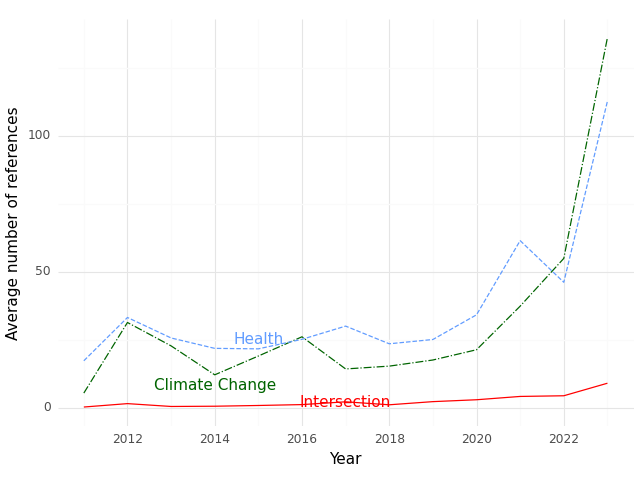 Average number of references
100
50
0
Health
Climate Change
Intersection
2012
2014
2016
2018
2020
2022
Year